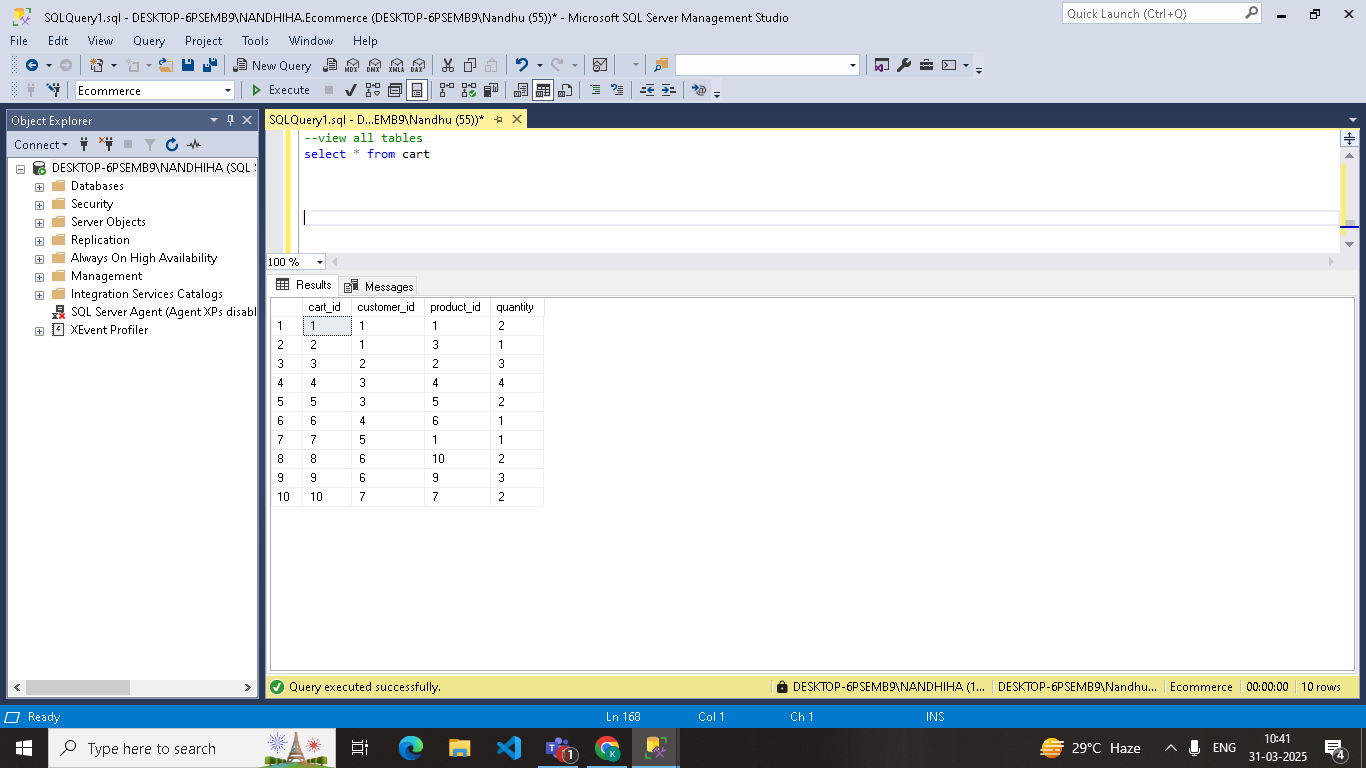 SQLQuery1.sql - DESKTOP-6PSEMB9\NANDHIHA.Ecommerce (DESKTOP-6PSEMB9\Nandhu (55))* - Microsoft SQL Server Management Studio
Quick Launch (Ctrl+Q)
File Edit View Query Project Tools Window Help
New Query
MDX DMX XMLA DAX
Ecommerce
Execute
Object Explorer
SQLQuery1.sql - D...EMB9\Nandhu (55))*
Connect
DESKTOP-6PSEMB9\NANDHIHA (SQL S
Databases
Security
Server Objects
Replication
Always On High Availability
Management
Integration Services Catalogs
SQL Server Agent (Agent XPs disabl
XEvent Profiler
--view all tables
select * from cart
100 %
Results Messages
cart_id customer_id product_id quantity
1 1 1 1 2
2 2 1 3 1
3 3 2 2 3
4 4 3 4 4
5 5 3 5 2
6 6 4 6 1
7 7 5 1 1
8 8 6 10 2
9 9 6 9 3
10 10 7 7 2
Query executed successfully.
DESKTOP-6PSEMB9\NANDHIHA (1... DESKTOP-6PSEMB9\Nandhu... Ecommerce 00:00:00 10 rows
Ready Ln 168 Col 1 Ch 1 INS
Type here to search
1
29°C Haze
ENG
10:41
31-03-2025
4